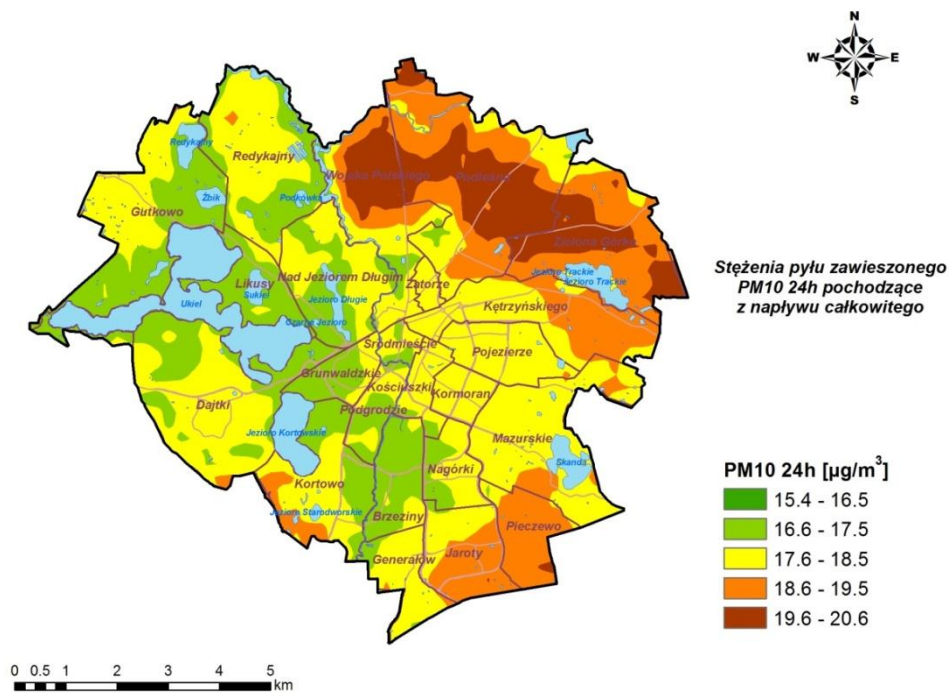 N
W E
S
Redykajny
Redykajny
Wojska Polskiego
Podleśna
Żbik
Podkówka
Gutkowo
Zielona Górka
Likusy
Sukiel
Nad Jeziorem Długim
Zatorze
Jezioro Trackie
Jezioro Trackie
Ukiel
Jezioro Długie
Kętrzyńskiego
Czarne Jezioro
Śródmieście
Pojezierze
Grunwaldzkie
Kościuszki
Kormoran
Dajtki
Podgrodzie
Jezioro Kortowskie
Mazurskie
Skanda
Nagórki
Kortowo
Jezioro Starodworskie
Brzeziny
Pieczewo
Generałów
Jaroty
Stężenia pyłu zawieszonego
PM10 24h pochodzące
z napływu całkowitego
PM10 24h [µg/m³]
15.4 - 16.5
16.6 - 17.5
17.6 - 18.5
18.6 - 19.5
19.6 - 20.6
0 0.5 1 2 3 4 5
km